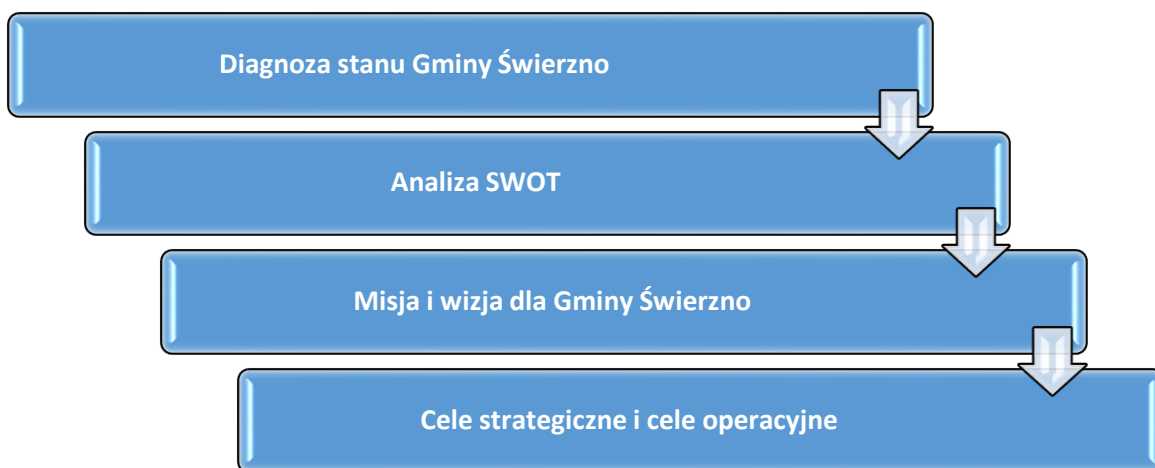 Diagnoza stanu Gminy Świerzno
Analiza SWOT
Misja i wizja dla Gminy Świerzno
Cele strategiczne i cele operacyjne